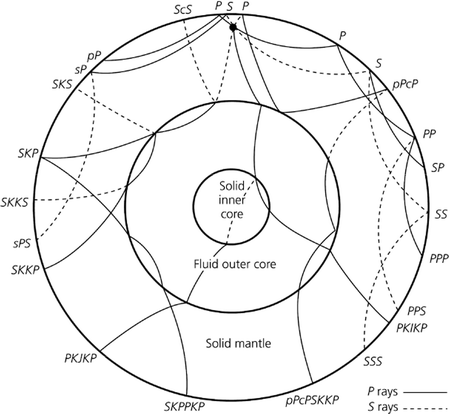 ScS
P
S
P
P
pP
S
sP
pPcP
SKS
PP
SKP
SP
SKKS
SS
Solid
inner
core
sPS
PPP
SKKP
Fluid outer core
PPS
PKIKP
Solid mantle
PKJKP
SSS
SKPPKP
pPcPSKKP
P rays
S rays